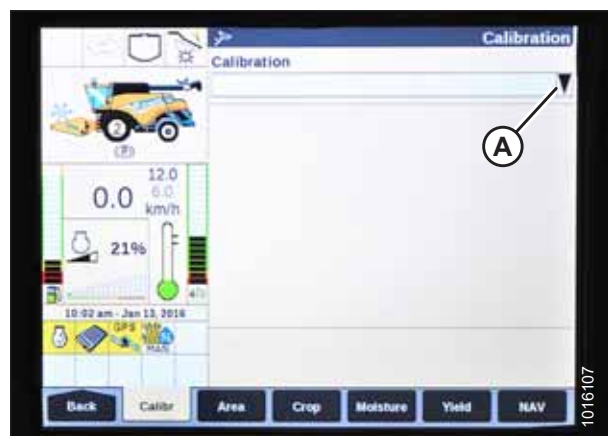 Calibration
Calibration
A
2
(P)
12.0
0.0 6.0
km/h
F
21%
10:02 am - Jan 13, 2016
GPS
MAN
Back Calibr Area Crop Moisture Yield NAV
1016107